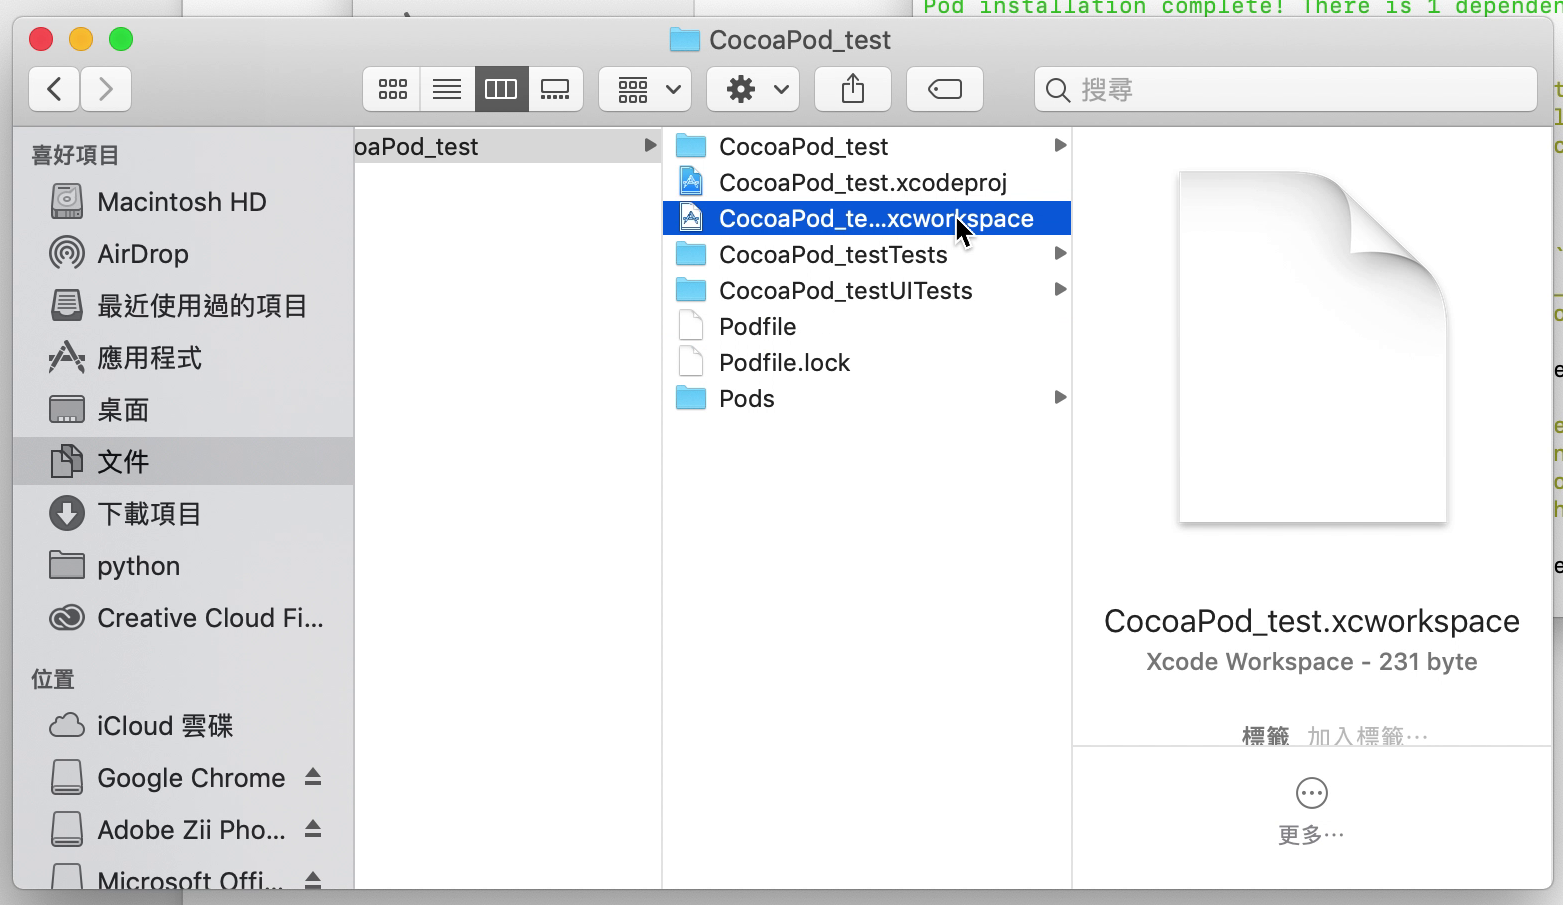 Pod installation complete! There is 1 dependen
CocoaPod_test
搜尋
喜好項目
Macintosh HD
AirDrop
最近使用過的項目
應用程式
桌面
文件
下載項目
python
Creative Cloud Fi...
位置
iCloud 雲碟
Google Chrome
Adobe Zii Pho...
Microsoft Offi...
oaPod_test
CocoaPod_test
CocoaPod_test.xcodeproj
CocoaPod_te...xcworkspace
CocoaPod_testTests
CocoaPod_testUITests
Podfile
Podfile.lock
Pods
CocoaPod_test.xcworkspace
Xcode Workspace - 231 byte
標籤 加入標籤⋯
更多⋯